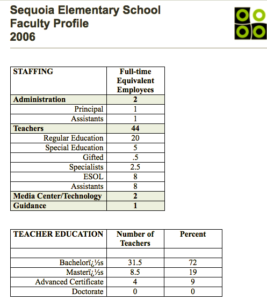 Sequoia Elementary School
Faculty Profile
2006
STAFFING Full-time
Equivalent
Employees
Administration 2
Principal 1
Assistants 1
Teachers 44
Regular Education 20
Special Education 5
Gifted .5
Specialists 2.5
ESOL 8
Assistants 8
Media Center/Technology 2
Guidance 1
TEACHER EDUCATION Number of Percent
Teachers
Bachelorï¿½s 31.5 72
Masterï¿½s 8.5 19
Advanced Certificate 4 9
Doctorate 0 0